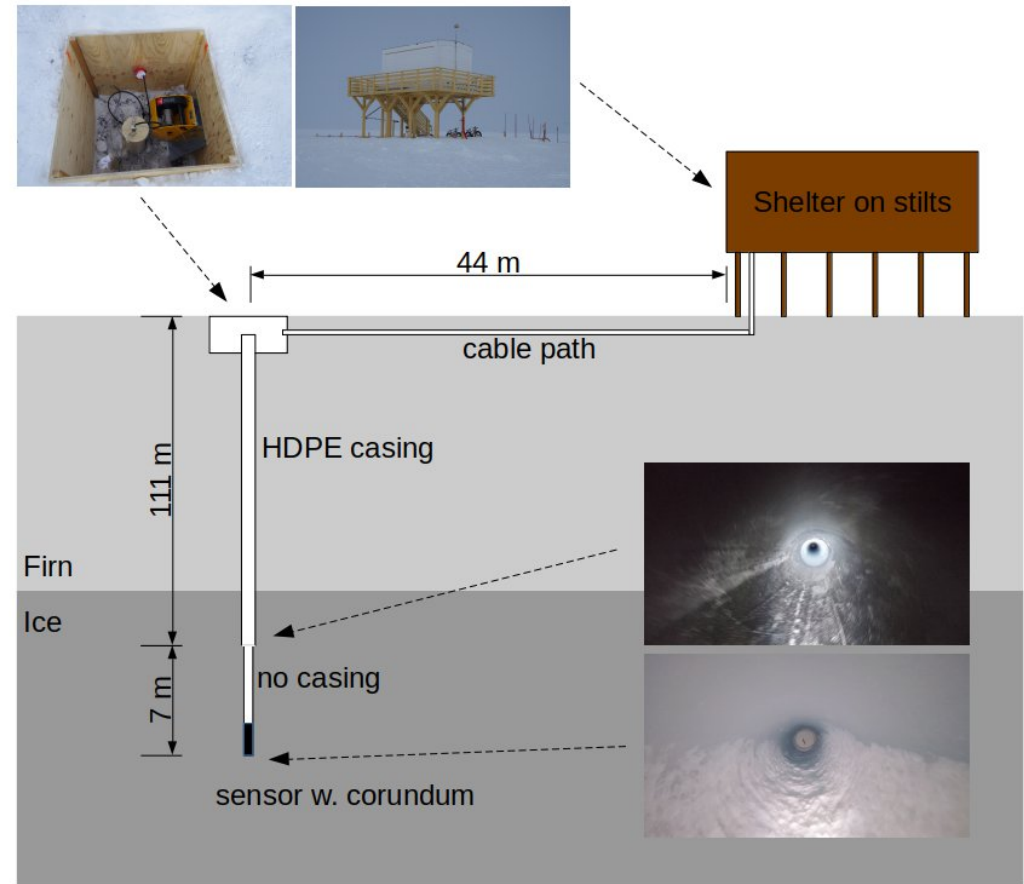 Shelter on stilts
44 m
cable path
HDPE casing
111 m
Firn
Ice
no casing
7 m
sensor w. corundum